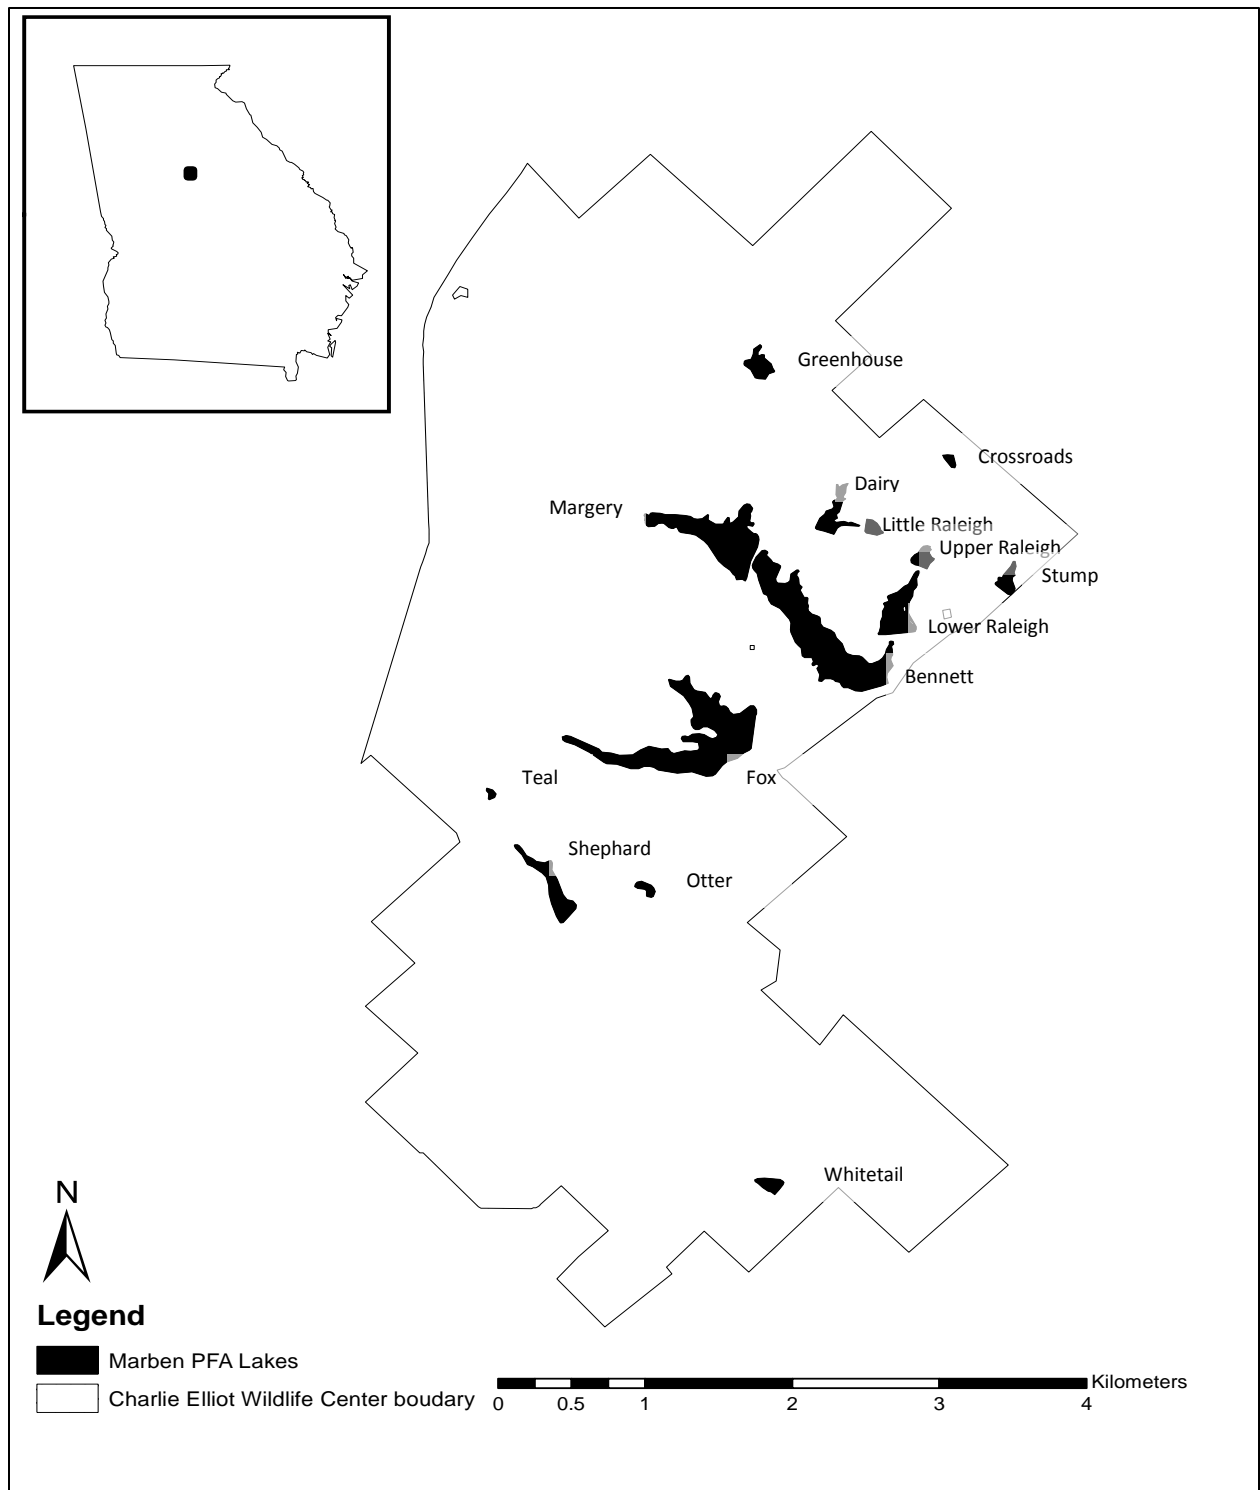 Greenhouse
Crossroads
Dairy
Margery
Little Raleigh
Upper Raleigh
Stump
Lower Raleigh
Bennett
Teal
Fox
Shephard
Otter
Whitetail
N
Legend
Marben PFA Lakes
Charlie Elliot Wildlife Center boudary
Kilometers
0 0.5 1 2 3 4